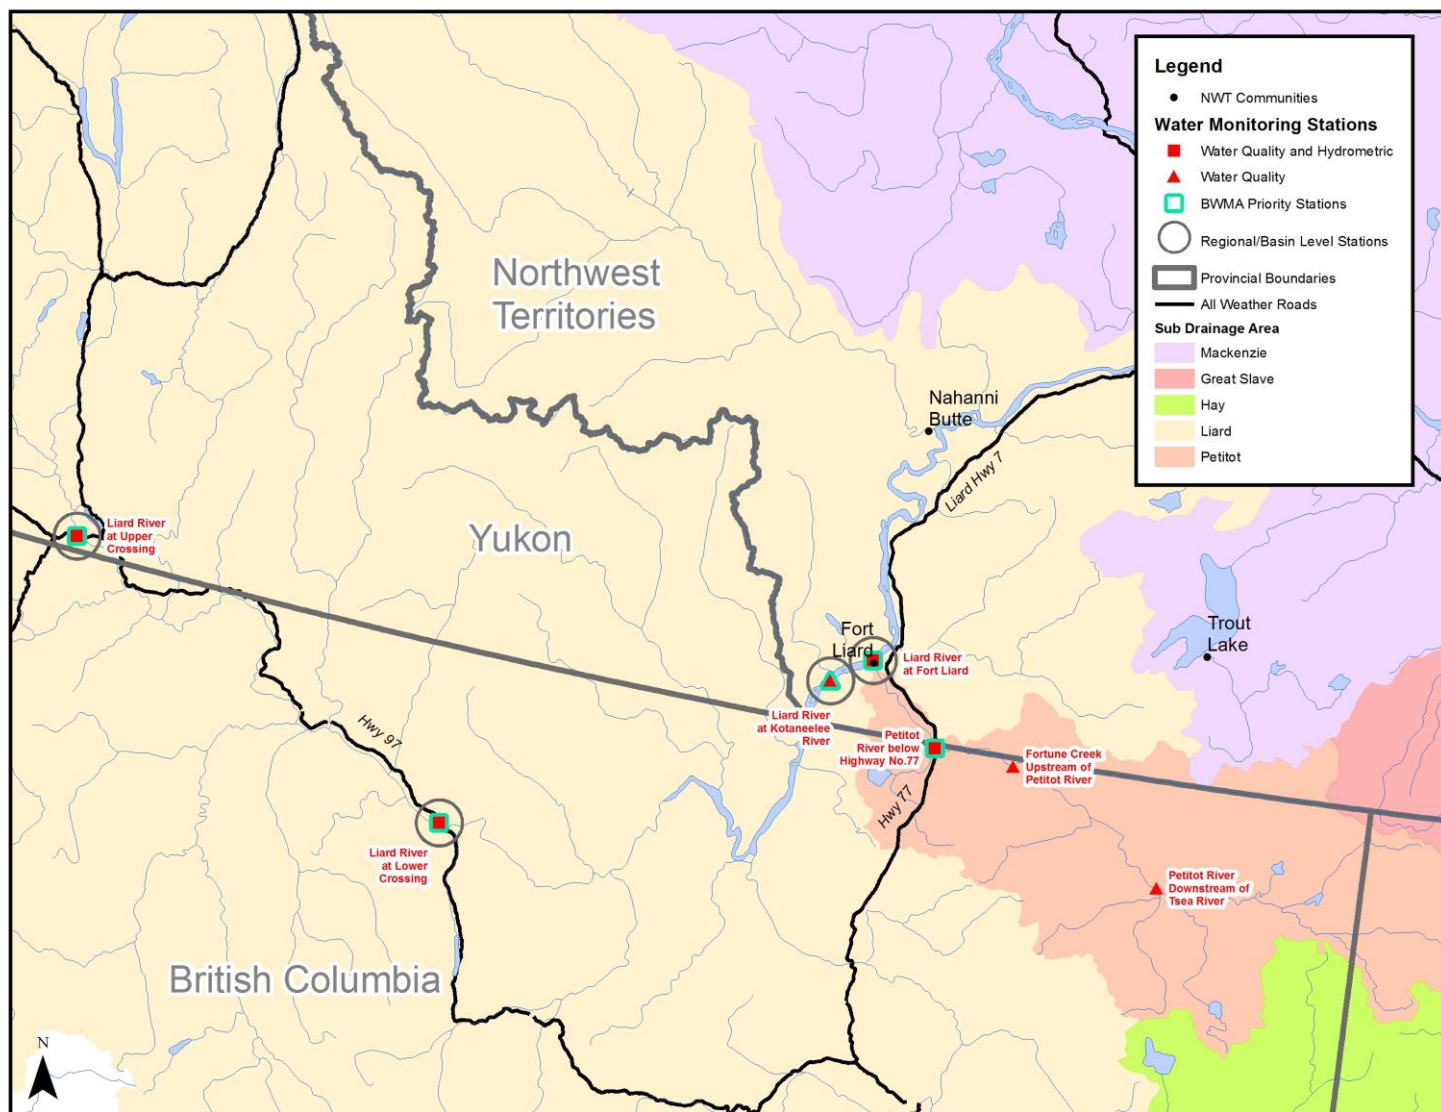 Legend
NWT Communities
Water Monitoring Stations
Water Quality and Hydrometric
Water Quality
BWMA Priority Stations
Regional/Basin Level Stations
Provincial Boundaries
All Weather Roads
Sub Drainage Area
Mackenzie
Great Slave
Hay
Liard
Petitot
Northwest
Territories
Nahanni
Butte
Liard Hwy 7
Liard River
at Upper
Crossing
Yukon
Fort
Liard
Liard River
at Fort Liard
Trout
Lake
Liard River
at Kotaneelee
River
Petitot
River below
Highway No.77
Fortune Creek
Upstream of
Petitot River
Hwy 97
Hwy 77
Liard River
at Lower
Crossing
Petitot River
Downstream of
Tsea River
British Columbia
N